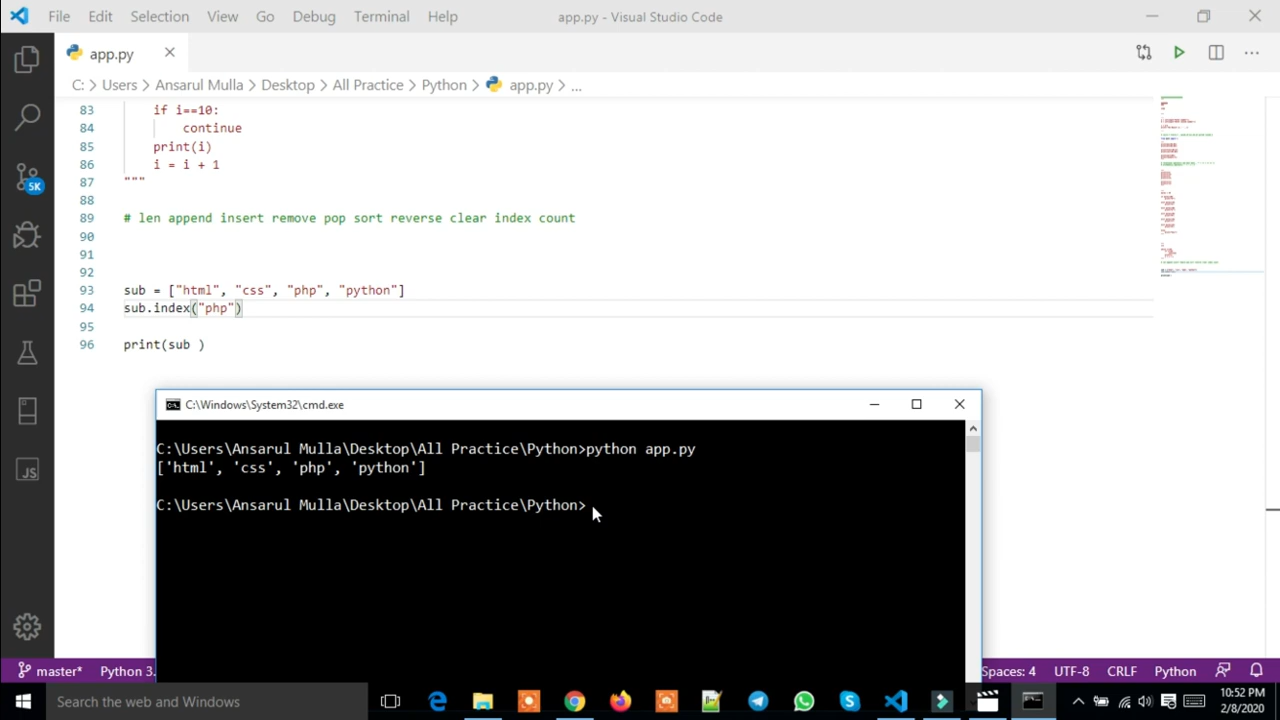 File Edit Selection View Go Debug Terminal Help app.py - Visual Studio Code
app.py
C: > Users > Ansarul Mulla > Desktop > All Practice > Python > app.py > ...
83 if i==10:
84 continue
85 print(i)
86 i = i + 1
87 """
88
89 # len append insert remove pop sort reverse clear index count
90
91
92
93 sub = ["html", "css", "php", "python"]
94 sub.index("php")
95
96 print(sub )
5K
JS
C:\Windows\System32\cmd.exe
C:\Users\Ansarul Mulla\Desktop\All Practice\Python>python app.py
['html', 'css', 'php', 'python']
C:\Users\Ansarul Mulla\Desktop\All Practice\Python>
master* Python 3. Spaces: 4 UTF-8 CRLF Python
Search the web and Windows
10:52 PM
2/8/2020